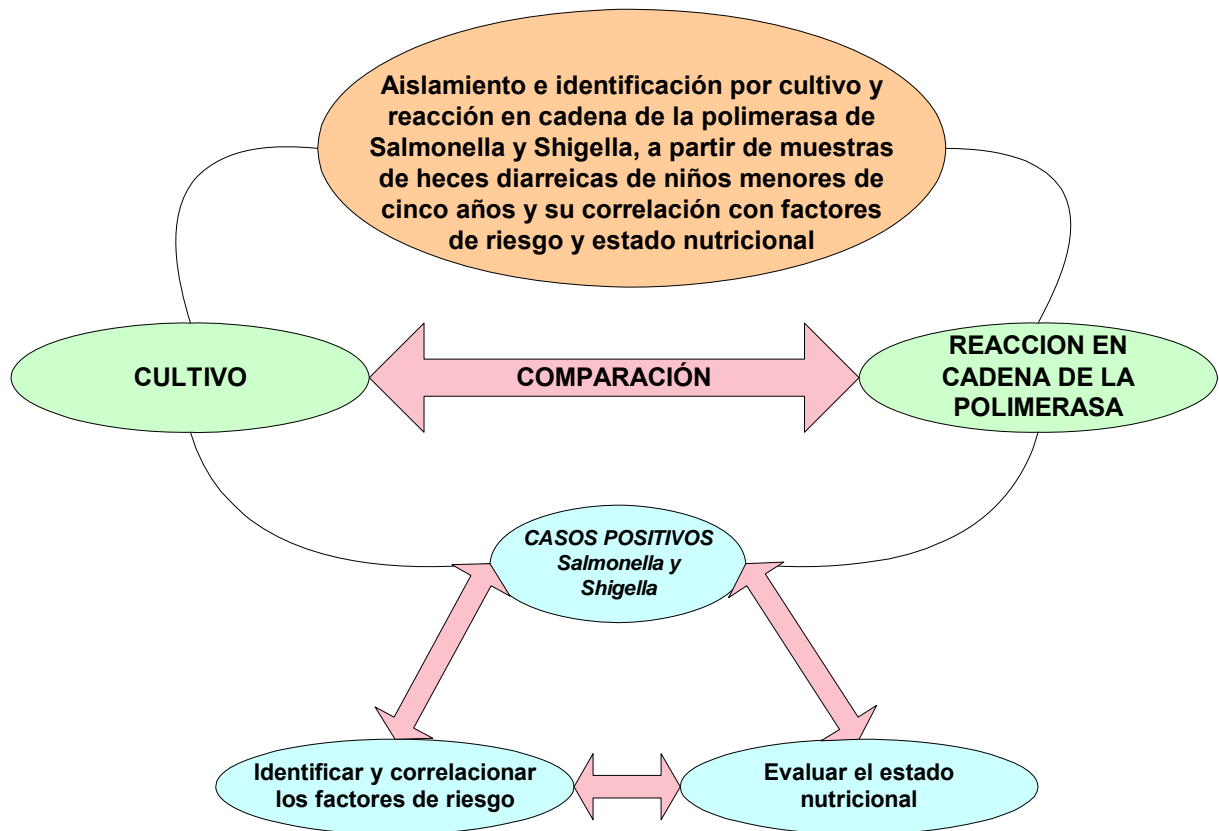 Aislamiento e identificación por cultivo y
reacción en cadena de la polimerasa de
Salmonella y Shigella, a partir de muestras
de heces diarreicas de niños menores de
cinco años y su correlación con factores
de riesgo y estado nutricional
CULTIVO
COMPARACIÓN
REACCION EN
CADENA DE LA
POLIMERASA
CASOS POSITIVOS
Salmonella y
Shigella
Identificar y correlacionar
los factores de riesgo
Evaluar el estado
nutricional